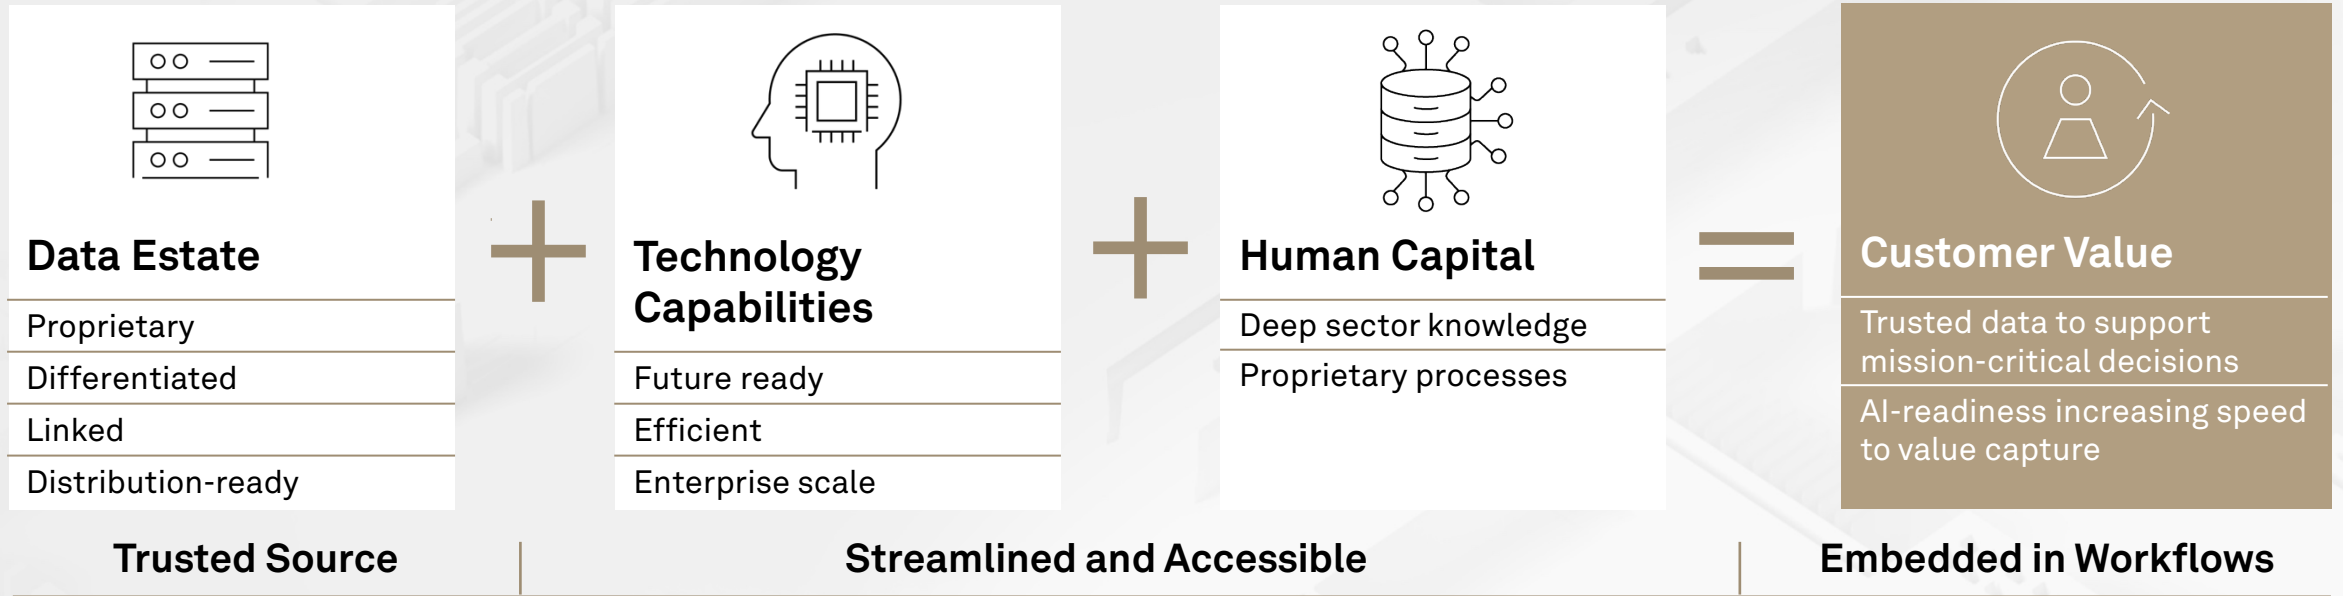 Data Estate
Proprietary
Differentiated
Linked
Distribution-ready
+
Technology
Capabilities
Future ready
Efficient
Enterprise scale
+
Human Capital
Deep sector knowledge
Proprietary processes
=
Customer Value
Trusted data to support
mission-critical decisions
AI-readiness increasing speed
to value capture
Trusted Source
Streamlined and Accessible
Embedded in Workflows